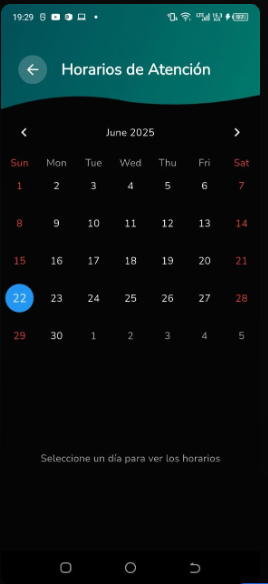 19:29
Horarios de Atención
June 2025
Sun Mon Tue Wed Thu Fri Sat
1 2 3 4 5 6 7
8 9 10 11 12 13 14
15 16 17 18 19 20 21
22 23 24 25 26 27 28
29 30 1 2 3 4 5
Seleccione un día para ver los horarios